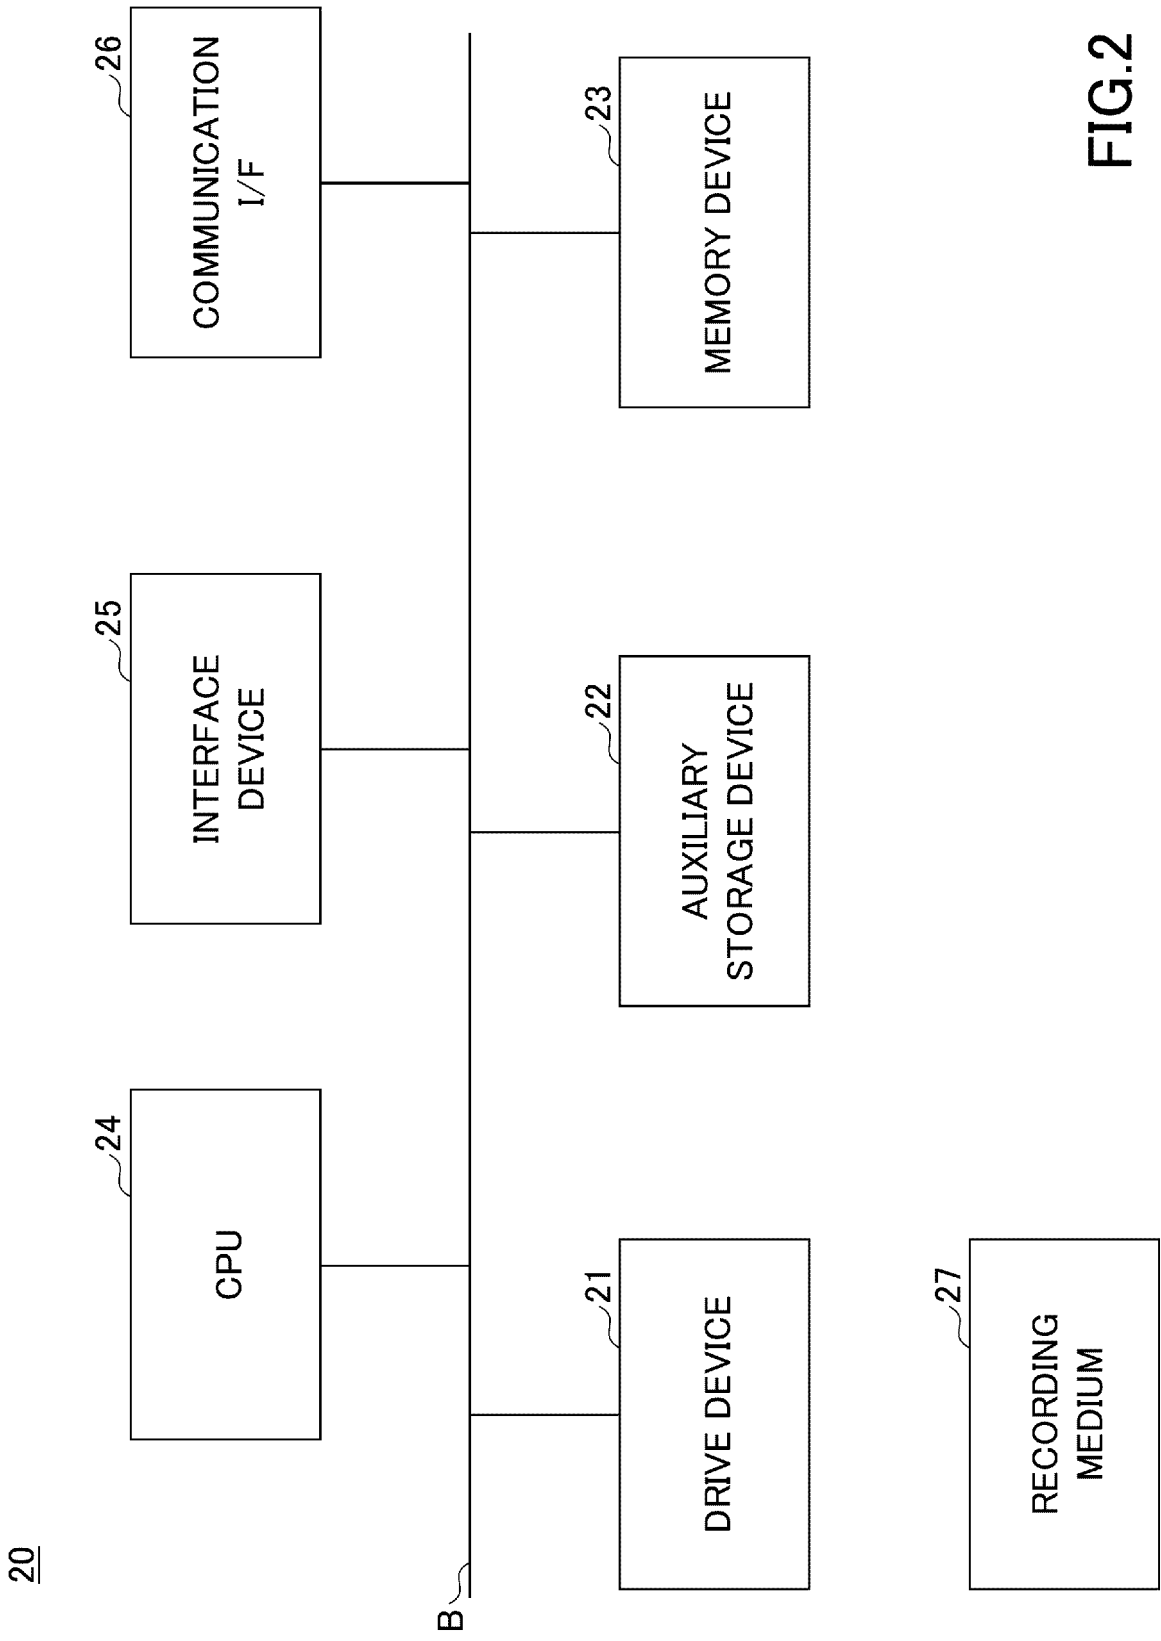 FIG.2
20
24
CPU
25
INTERFACE
DEVICE
26
COMMUNICATION
I/F
B
21
DRIVE DEVICE
22
AUXILIARY
STORAGE DEVICE
23
MEMORY DEVICE
27
RECORDING
MEDIUM